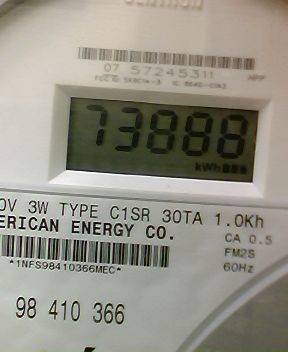 CENTRON
07 57245311
73888
kWh
0V 3W TYPE C1SR 30TA 1.0Kh
ERICAN ENERGY CO.
CA 0.5
FM2S
*1NFS98410366MEC*
60Hz
98 410 366